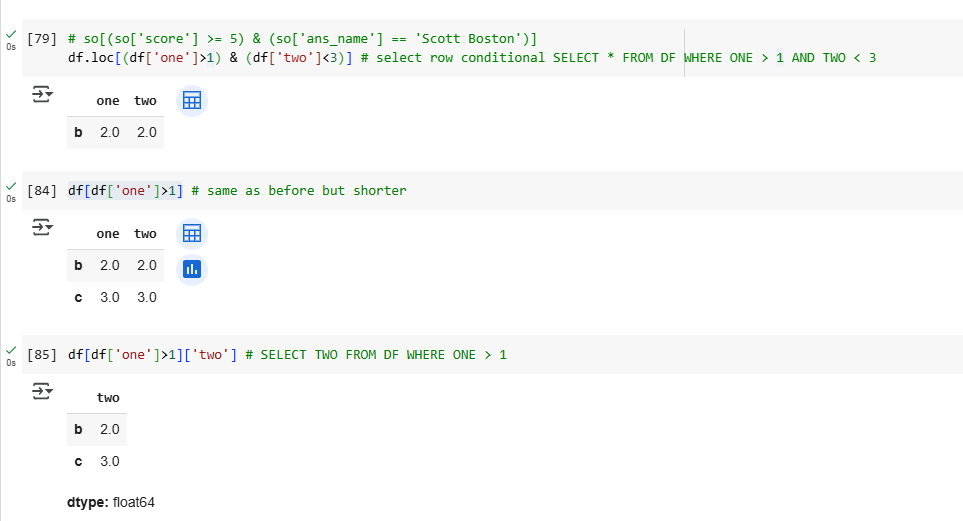 [79] # so[(so['score'] >= 5) & (so['ans_name'] == 'Scott Boston')]
df.loc[(df['one']>1) & (df['two']<3)] # select row conditional SELECT * FROM DF WHERE ONE > 1 AND TWO < 3
0s
one two
b 2.0 2.0
[84] df[df['one']>1] # same as before but shorter
0s
one two
b 2.0 2.0
c 3.0 3.0
[85] df[df['one']>1]['two'] # SELECT TWO FROM DF WHERE ONE > 1
0s
two
b 2.0
c 3.0
dtype: float64